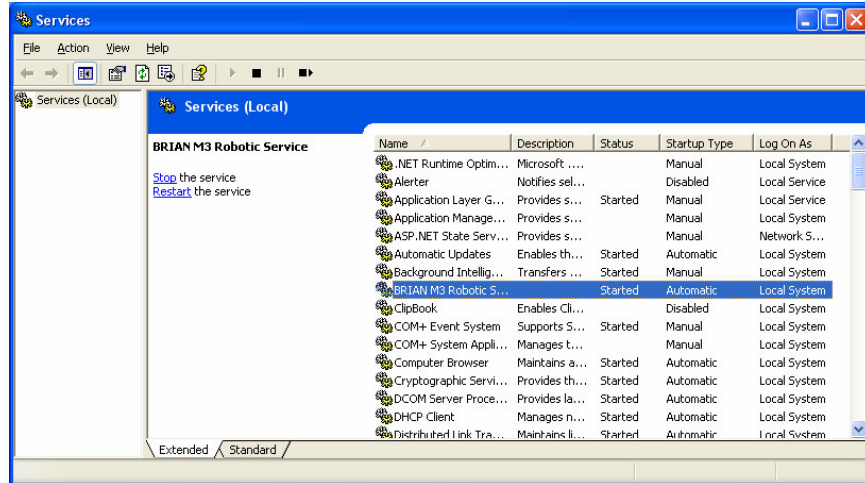 Services
File Action View Help
Services (Local)
Services (Local)
BRIAN M3 Robotic Service
Stop the service
Restart the service
Name Description Status Startup Type Log On As
.NET Runtime Optim... Microsoft .... Manual Local System
Alerter Notifies sel... Disabled Local Service
Application Layer G... Provides s... Started Manual Local Service
Application Manage... Provides s... Manual Local System
ASP.NET State Serv... Provides s... Manual Network S...
Automatic Updates Enables th... Started Automatic Local System
Background Intellig... Transfers ... Started Manual Local System
BRIAN M3 Robotic S... Started Automatic Local System
ClipBook Enables Cli... Disabled Local System
COM+ Event System Supports S... Started Manual Local System
COM+ System Appli... Manages t... Manual Local System
Computer Browser Maintains a... Started Automatic Local System
Cryptographic Servi... Provides th... Started Automatic Local System
DCOM Server Proce... Provides la... Started Automatic Local System
DHCP Client Manages n... Started Automatic Local System
Distributed Link Tra... Maintains li... Started Automatic Local System
Extended Standard